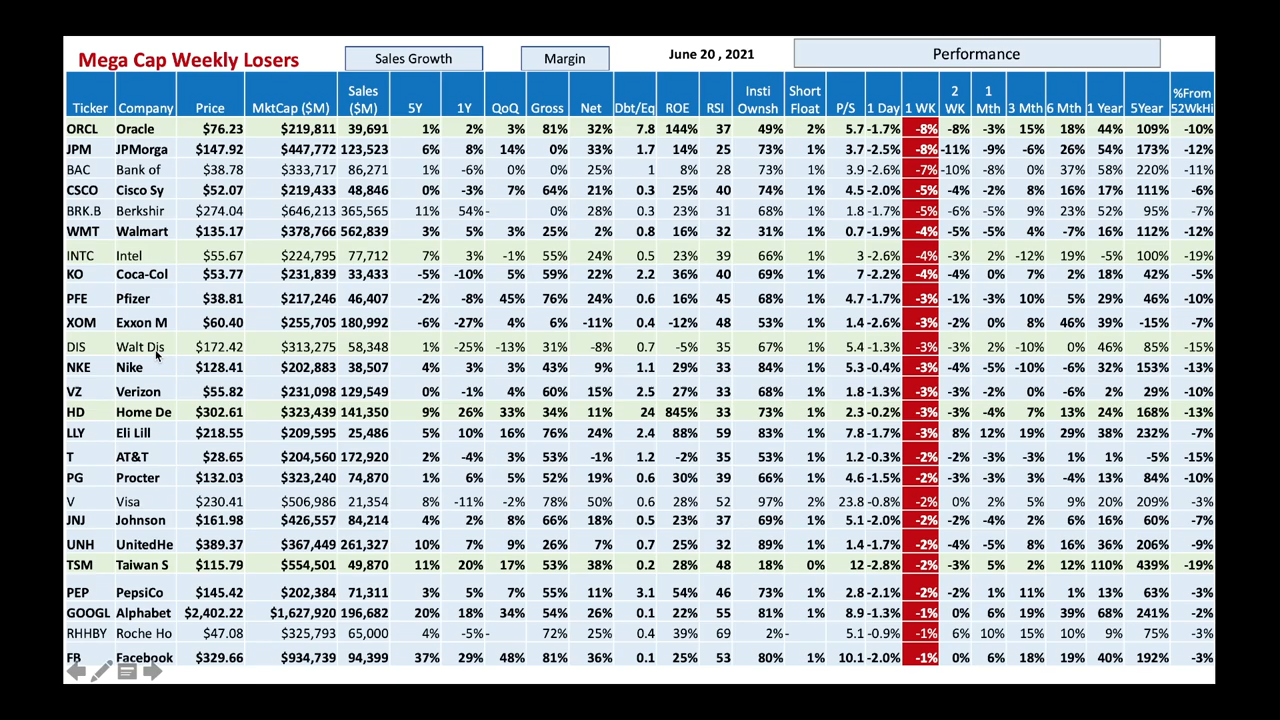 Mega Cap Weekly Losers Sales Growth Margin June 20 , 2021 Performance
Ticker Company Price MktCap ($M) Sales ($M) 5Y 1Y QoQ Gross Net Dbt/Eq ROE RSI Insti Ownsh Short Float P/S 1 Day 1 WK 2 WK 1 Mth 3 Mth 6 Mth 1 Year 5Year %From 52WkHi
ORCL Oracle $76.23 $219,811 39,691 1% 2% 3% 81% 32% 7.8 144% 37 49% 2% 5.7 -1.7% -8% -8% -3% 15% 18% 44% 109% -10%
JPM JPMorga $147.92 $447,772 123,523 6% 8% 14% 0% 33% 1.7 14% 25 73% 1% 3.7 -2.5% -8% -11% -9% -6% 26% 54% 173% -12%
BAC Bank of $38.78 $333,717 86,271 1% -6% 0% 0% 25% 1 8% 28 73% 1% 3.9 -2.6% -7% -10% -8% 0% 37% 58% 220% -11%
CSCO Cisco Sy $52.07 $219,433 48,846 0% -3% 7% 64% 21% 0.3 25% 40 74% 1% 4.5 -2.0% -5% -4% -2% 8% 16% 17% 111% -6%
BRK.B Berkshir $274.04 $646,213 365,565 11% 54% - 0% 28% 0.3 23% 31 68% 1% 1.8 -1.7% -5% -6% -5% 9% 23% 52% 95% -7%
WMT Walmart $135.17 $378,766 562,839 3% 5% 3% 25% 2% 0.8 16% 32 31% 1% 0.7 -1.9% -4% -5% -5% 4% -7% 16% 112% -12%
INTC Intel $55.67 $224,795 77,712 7% 3% -1% 55% 24% 0.5 23% 39 66% 1% 3 -2.6% -4% -3% 2% -12% 19% -5% 100% -19%
KO Coca-Col $53.77 $231,839 33,433 -5% -10% 5% 59% 22% 2.2 36% 40 69% 1% 7 -2.2% -4% -4% 0% 7% 2% 18% 42% -5%
PFE Pfizer $38.81 $217,246 46,407 -2% -8% 45% 76% 24% 0.6 16% 45 68% 1% 4.7 -1.7% -3% -1% -3% 10% 5% 29% 46% -10%
XOM Exxon M $60.40 $255,705 180,992 -6% -27% 4% 6% -11% 0.4 -12% 48 53% 1% 1.4 -2.6% -3% -2% 0% 8% 46% 39% -15% -7%
DIS Walt Dis $172.42 $313,275 58,348 1% -25% -13% 31% -8% 0.7 -5% 35 67% 1% 5.4 -1.3% -3% -3% 2% -10% 0% 46% 85% -15%
NKE Nike $128.41 $202,883 38,507 4% 3% 3% 43% 9% 1.1 29% 33 84% 1% 5.3 -0.4% -3% -4% -5% -10% -6% 32% 153% -13%
VZ Verizon $55.82 $231,098 129,549 0% -1% 4% 60% 15% 2.5 27% 33 68% 1% 1.8 -1.3% -3% -3% -2% 0% -6% 2% 29% -10%
HD Home De $302.61 $323,439 141,350 9% 26% 33% 34% 11% 24 845% 33 73% 1% 2.3 -0.2% -3% -3% -4% 7% 13% 24% 168% -13%
LLY Eli Lill $218.55 $209,595 25,486 5% 10% 16% 76% 24% 2.4 88% 59 83% 1% 7.8 -1.7% -3% 8% 12% 19% 29% 38% 232% -7%
T AT&T $28.65 $204,560 172,920 2% -4% 3% 53% -1% 1.2 -2% 35 53% 1% 1.2 -0.3% -2% -2% -3% -3% 1% 1% -5% -15%
PG Procter $132.03 $323,240 74,870 1% 6% 5% 52% 19% 0.6 30% 39 66% 1% 4.6 -1.5% -2% -3% -3% 3% -4% 13% 84% -10%
V Visa $230.41 $506,986 21,354 8% -11% -2% 78% 50% 0.6 28% 52 97% 2% 23.8 -0.8% -2% 0% 2% 5% 9% 20% 209% -3%
JNJ Johnson $161.98 $426,557 84,214 4% 2% 8% 66% 18% 0.5 23% 37 69% 1% 5.1 -2.0% -2% -2% -4% 2% 6% 16% 60% -7%
UNH UnitedHe $389.37 $367,449 261,327 10% 7% 9% 26% 7% 0.7 25% 32 89% 1% 1.4 -1.7% -2% -4% -5% 8% 16% 36% 206% -9%
TSM Taiwan S $115.79 $554,501 49,870 11% 20% 17% 53% 38% 0.2 28% 48 18% 0% 12 -2.8% -2% -3% 5% 2% 12% 110% 439% -19%
PEP PepsiCo $145.42 $202,384 71,311 3% 5% 7% 55% 11% 3.1 54% 46 73% 1% 2.8 -2.1% -2% -2% 1% 11% 1% 13% 63% -3%
GOOGL Alphabet $2,402.22 $1,627,920 196,682 20% 18% 34% 54% 26% 0.1 22% 55 81% 1% 8.9 -1.3% -1% 0% 6% 19% 39% 68% 241% -2%
RHHBY Roche Ho $47.08 $325,793 65,000 4% -5% - 72% 25% 0.4 39% 69 2% - 5.1 -0.9% -1% 6% 10% 15% 10% 9% 75% -3%
FB Facebook $329.66 $934,739 94,399 37% 29% 48% 81% 36% 0.1 25% 53 80% 1% 10.1 -2.0% -1% 0% 6% 18% 19% 40% 192% -3%